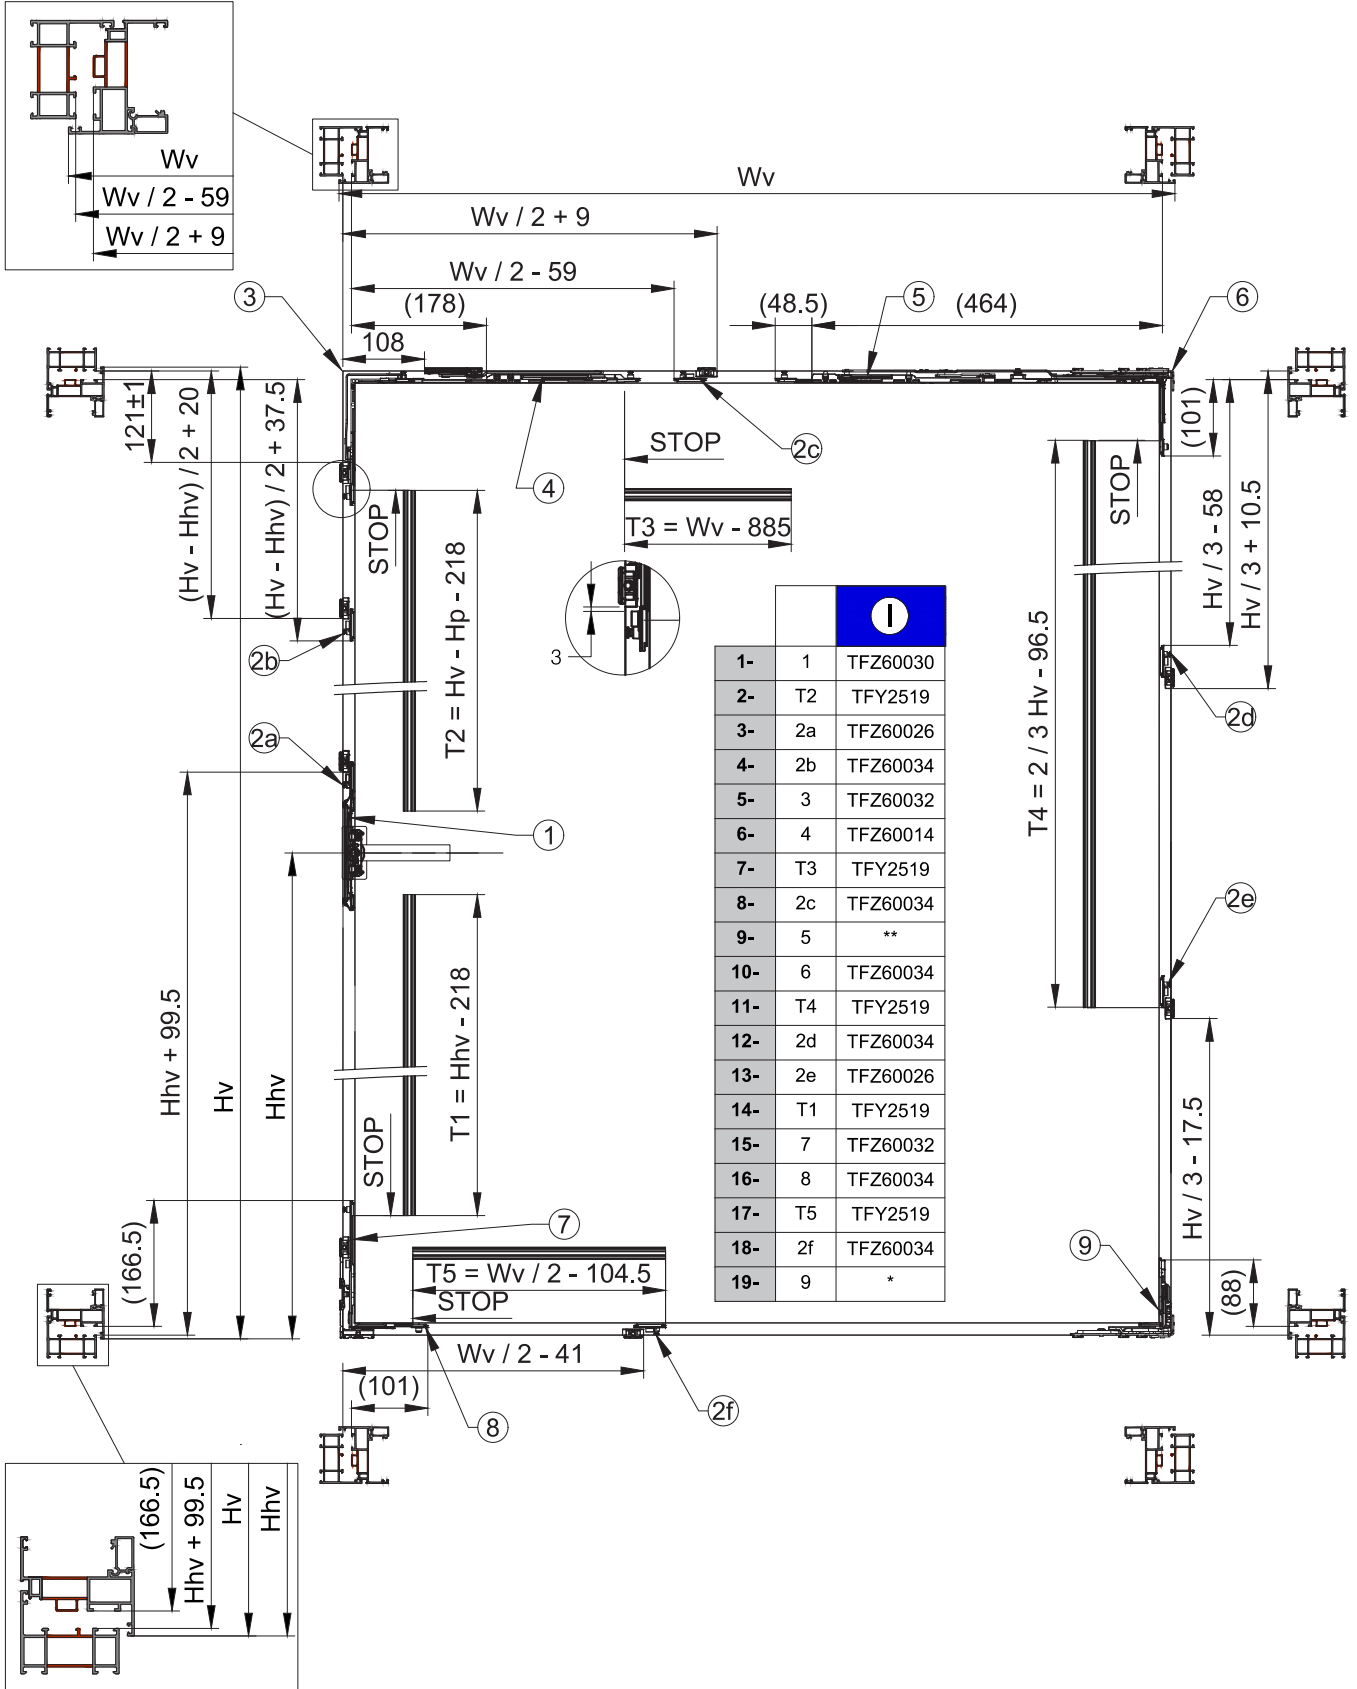 Wv
Wv / 2 - 59
Wv / 2 + 9
Wv
Wv / 2 + 9
Wv / 2 - 59
(178)
108
(48.5)
(464)
3
5
6
121±1
(Hv - Hhv) / 2 + 20
(Hv - Hhv) / 2 + 37.5
(101)
Hv / 3 - 58
Hv / 3 + 10.5
STOP
2c
4
STOP
STOP
T3 = Wv - 885
T2 = Hv - Hp - 218
T4 = 2 / 3 Hv - 96.5
3
2b
2a
2d
1
2e
I
1- 1 TFZ60030
2- T2 TFY2519
3- 2a TFZ60026
4- 2b TFZ60034
5- 3 TFZ60032
6- 4 TFZ60014
7- T3 TFY2519
8- 2c TFZ60034
9- 5 **
10- 6 TFZ60034
11- T4 TFY2519
12- 2d TFZ60034
13- 2e TFZ60026
14- T1 TFY2519
15- 7 TFZ60032
16- 8 TFZ60034
17- T5 TFY2519
18- 2f TFZ60034
19- 9 *
Hhv + 99.5
Hv
Hhv
T1 = Hhv - 218
STOP
Hv / 3 - 17.5
(166.5)
7
9
(88)
T5 = Wv / 2 - 104.5
STOP
Wv / 2 - 41
(101)
8
2f
(166.5)
Hhv + 99.5
Hv
Hhv